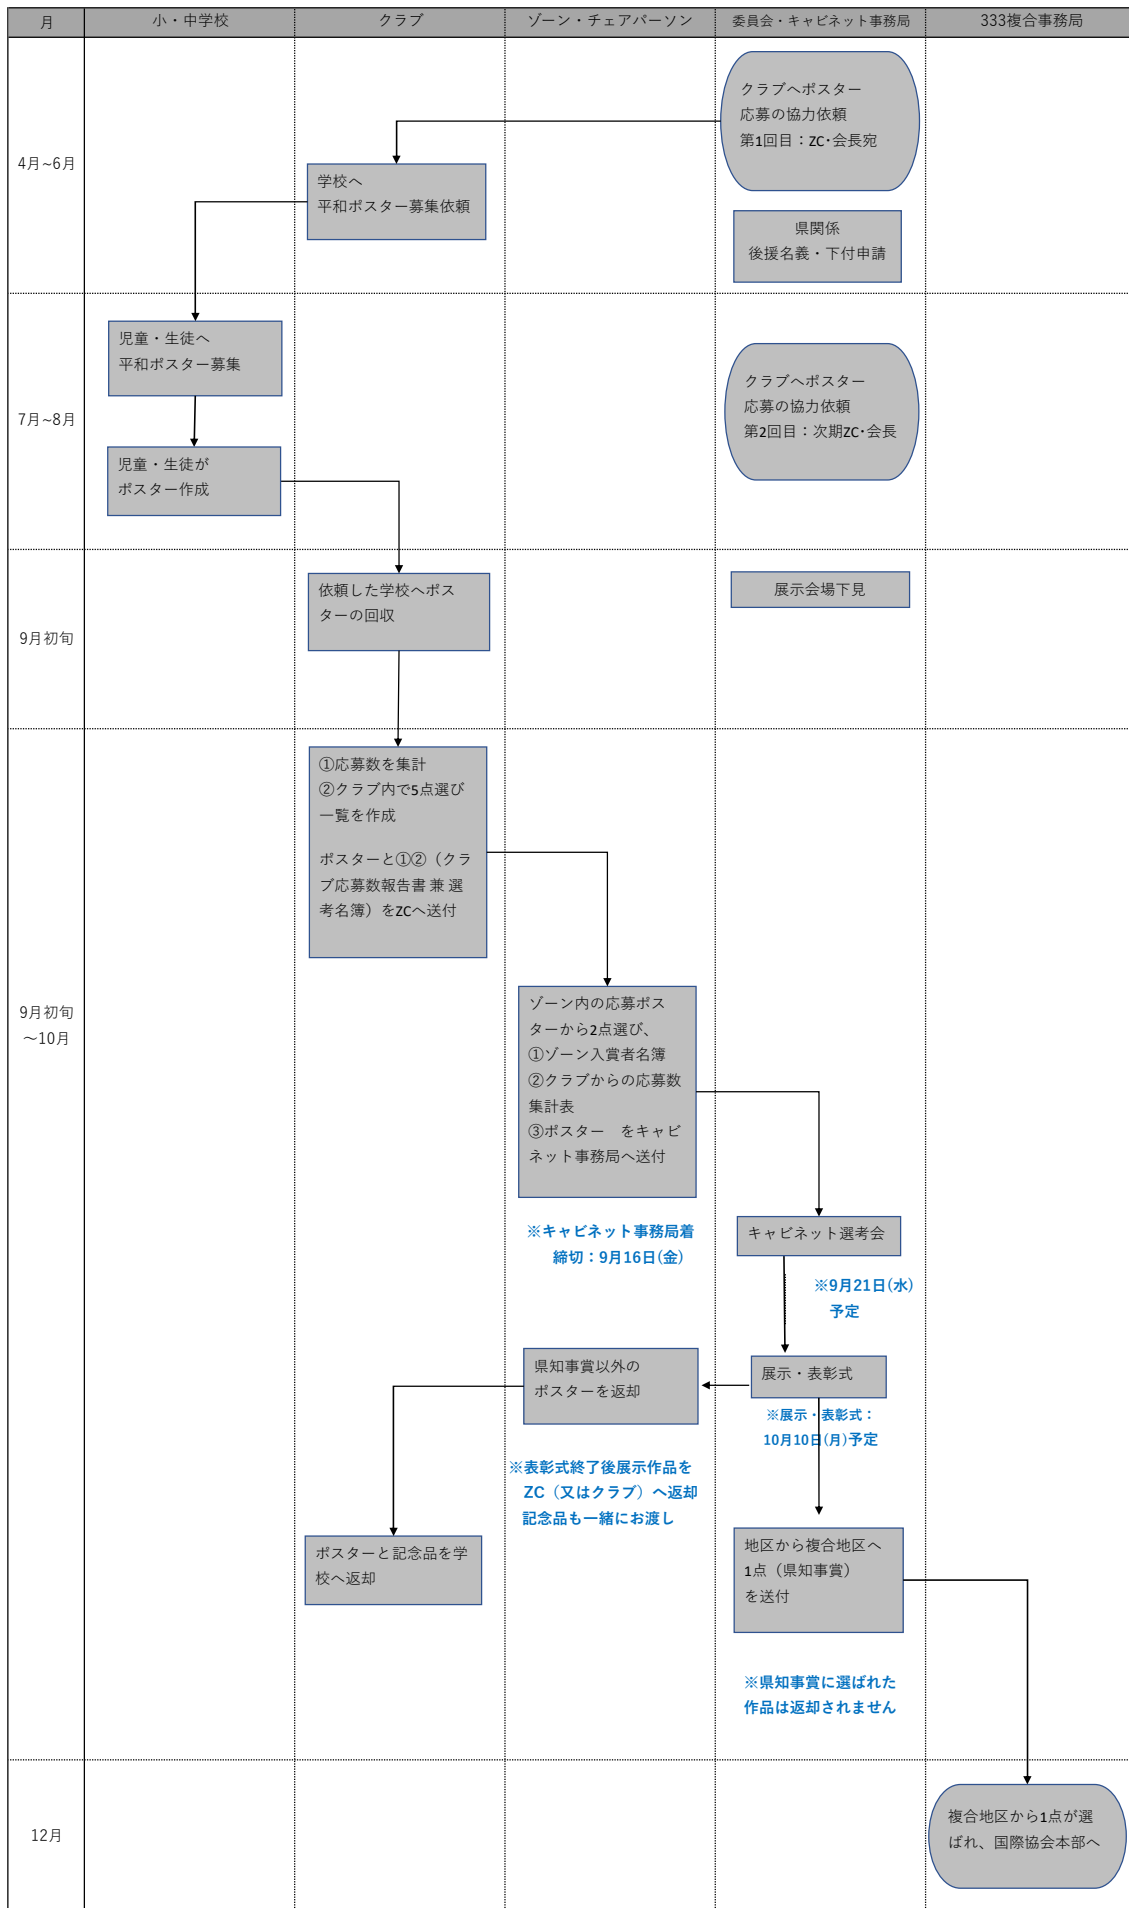 月
小・中学校
クラブ
ゾーン・チェアパーソン
委員会・キャビネット事務局
333複合事務局
4月~6月
クラブへポスター
応募の協力依頼
第1回目：ZC・会長宛
学校へ
平和ポスター募集依頼
県関係
後援名義・下付申請
7月~8月
児童・生徒へ
平和ポスター募集
クラブへポスター
応募の協力依頼
第2回目：次期ZC・会長
児童・生徒が
ポスター作成
9月初旬
依頼した学校へポス
ターの回収
展示会場下見
9月初旬
～10月
①応募数を集計
②クラブ内で5点選び
一覧を作成
ポスターと①②（クラ
ブ応募数報告書 兼 選
考名簿）をZCへ送付
ゾーン内の応募ポス
ターから2点選び、
①ゾーン入賞者名簿
②クラブからの応募数
集計表
③ポスター　をキャビ
ネット事務局へ送付
※キャビネット事務局着
締切：9月16日(金)
キャビネット選考会
※9月21日(水)
予定
県知事賞以外の
ポスターを返却
展示・表彰式
※展示・表彰式：
10月10日(月)予定
※表彰式終了後展示作品を
ZC（又はクラブ）へ返却
記念品も一緒にお渡し
ポスターと記念品を学
校へ返却
地区から複合地区へ
1点（県知事賞）
を送付
※県知事賞に選ばれた
作品は返却されません
12月
複合地区から1点が選
ばれ、国際協会本部へ